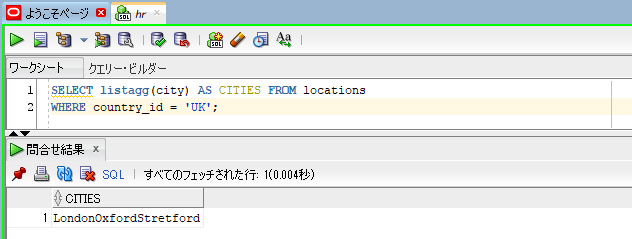 ようこそページ × hr ×
SQL Aa
ワークシート クエリー・ビルダー
1 SELECT listagg(city) AS CITIES FROM locations
2 WHERE country_id = 'UK';
問合せ結果 ×
SQL | すべてのフェッチされた行: 1(0.004秒)
CITIES
1 LondonOxfordStretford